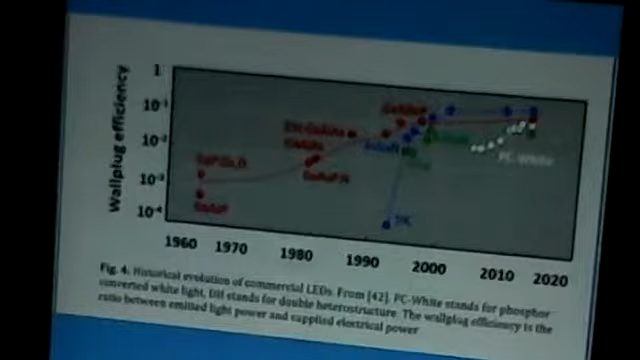 Wallplug efficiency
1
10⁻¹
10⁻²
10⁻³
10⁻⁴
PC-White
1960 1970 1980 1990 2000 2010 2020
Fig. 4. Historical evolution of commercial LEDs. From [42]. PC-White stands for phosphor
converted white light, DH stands for double heterostructure. The wallplug efficiency is the
ratio between emitted light power and supplied electrical power